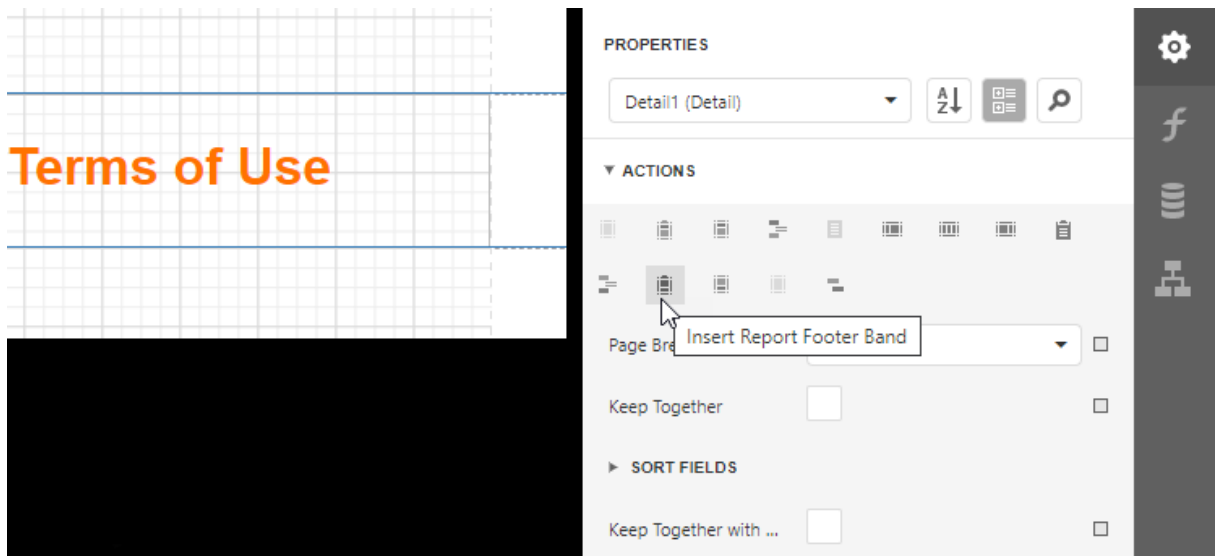 PROPERTIES
Detail1 (Detail)
A
Z
ACTIONS
Terms of Use
Insert Report Footer Band
Page Bre
Keep Together
SORT FIELDS
Keep Together with ...